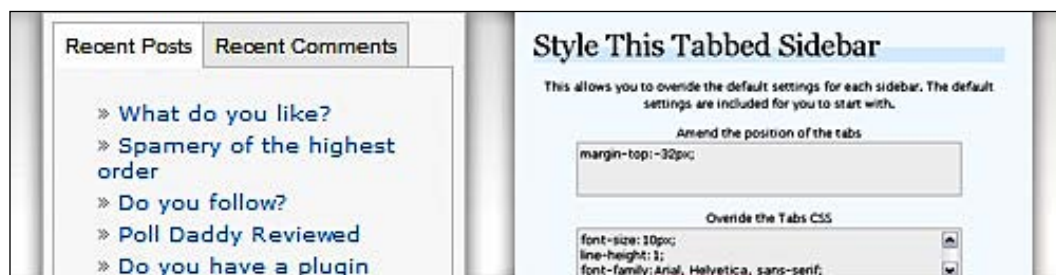 Recent Posts Recent Comments
» What do you like?
» Spamery of the highest
order
» Do you follow?
» Poll Daddy Reviewed
» Do you have a plugin
Style This Tabbed Sidebar
This allows you to override the default settings for each sidebar. The default
settings are included for you to start with.
Amend the position of the tabs
margin-top:-32px;
Overide the Tabs CSS
font-size: 10px;
line-height: 1;
font-family: Arial, Helvetica, sans-serif;